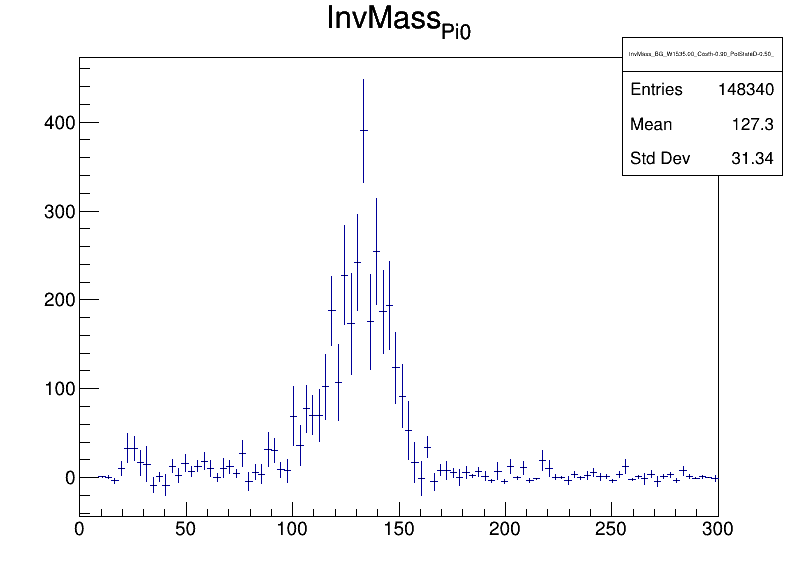 InvMass_Pi0
InvMass_BG_W1535.00_Costh-0.90_PolStateD-0.50_
Entries 148340
Mean 127.3
Std Dev 31.34
400
300
200
100
0
0 50 100 150 200 250 300